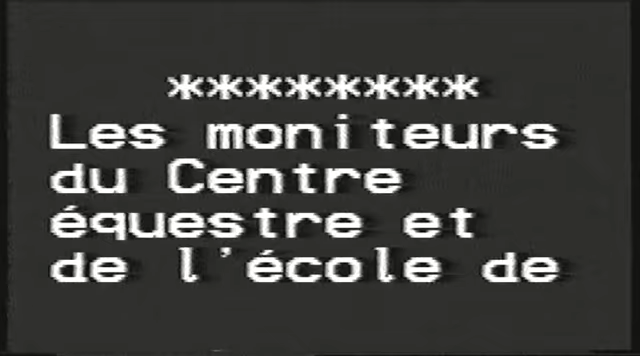 ********
Les moniteurs
du Centre
équestre et
de l'école de